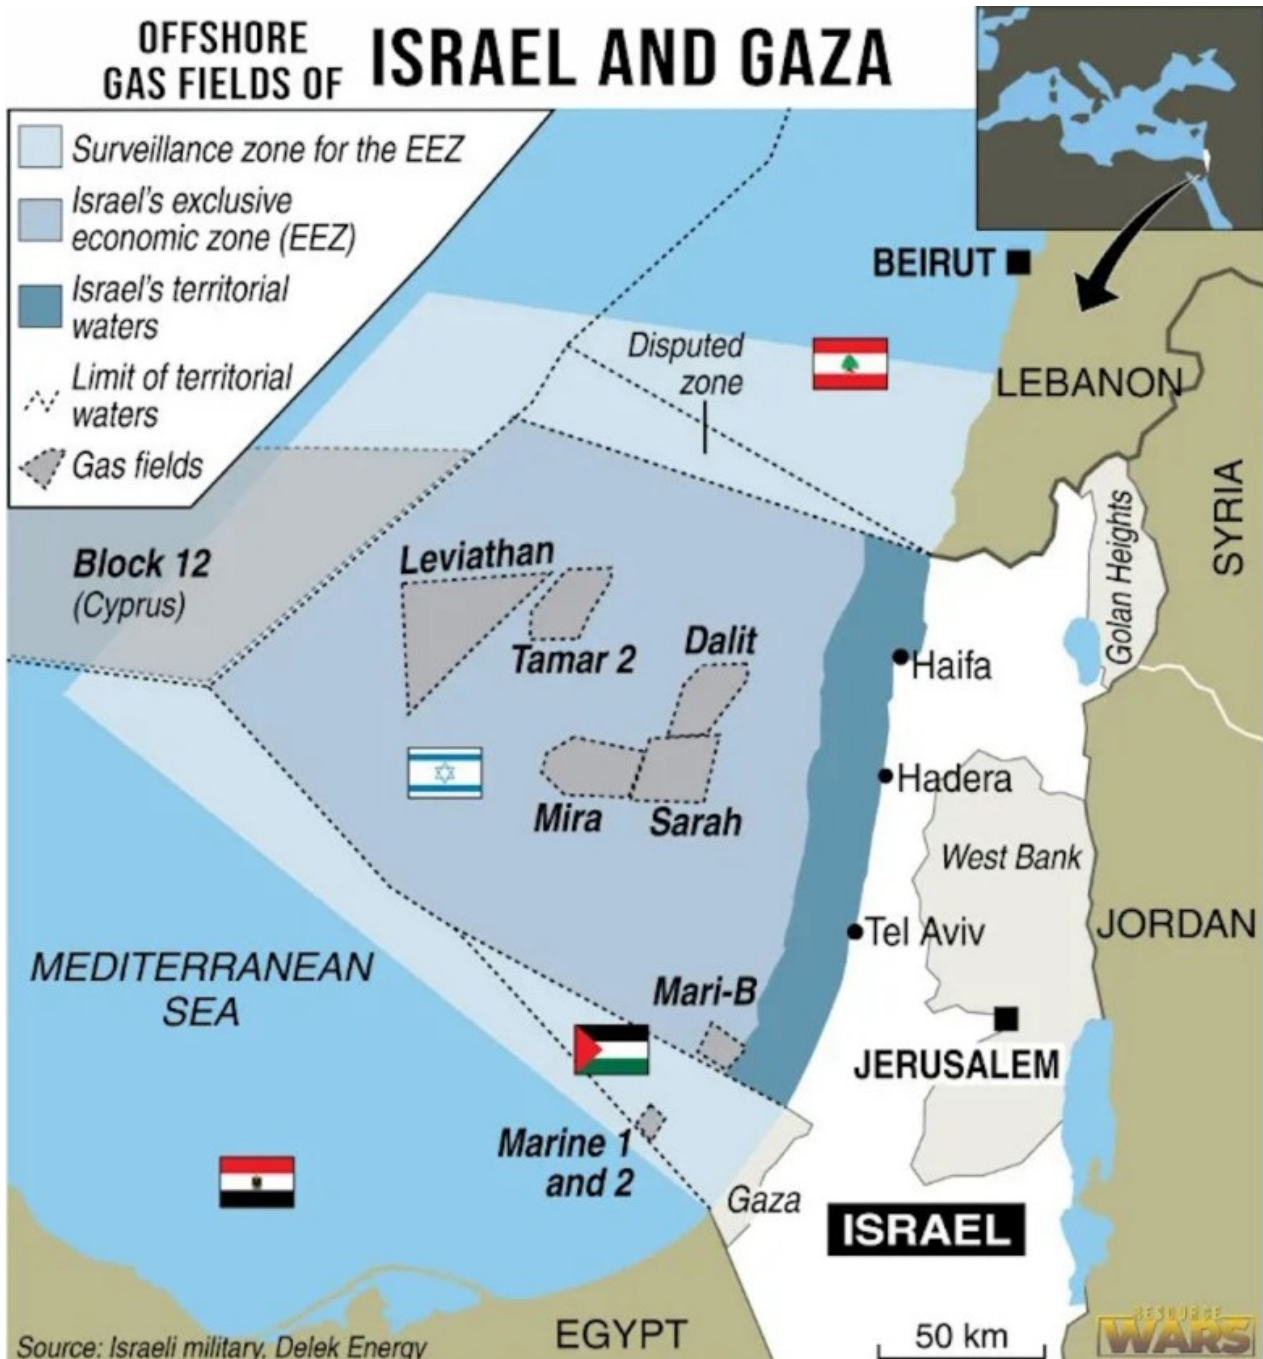 OFFSHORE
GAS FIELDS OF
ISRAEL AND GAZA
Surveillance zone for the EEZ
Israel's exclusive
economic zone (EEZ)
Israel's territorial
waters
Limit of territorial
waters
Gas fields
BEIRUT
Disputed
zone
LEBANON
SYRIA
Golan Heights
Block 12
(Cyprus)
Leviathan
Tamar 2
Dalit
Haifa
Mira
Sarah
Hadera
West Bank
JORDAN
Tel Aviv
MEDITERRANEAN
SEA
Mari-B
JERUSALEM
Marine 1
and 2
Gaza
ISRAEL
EGYPT
50 km
RESOURCE
WARS
Source: Israeli military, Delek Energy